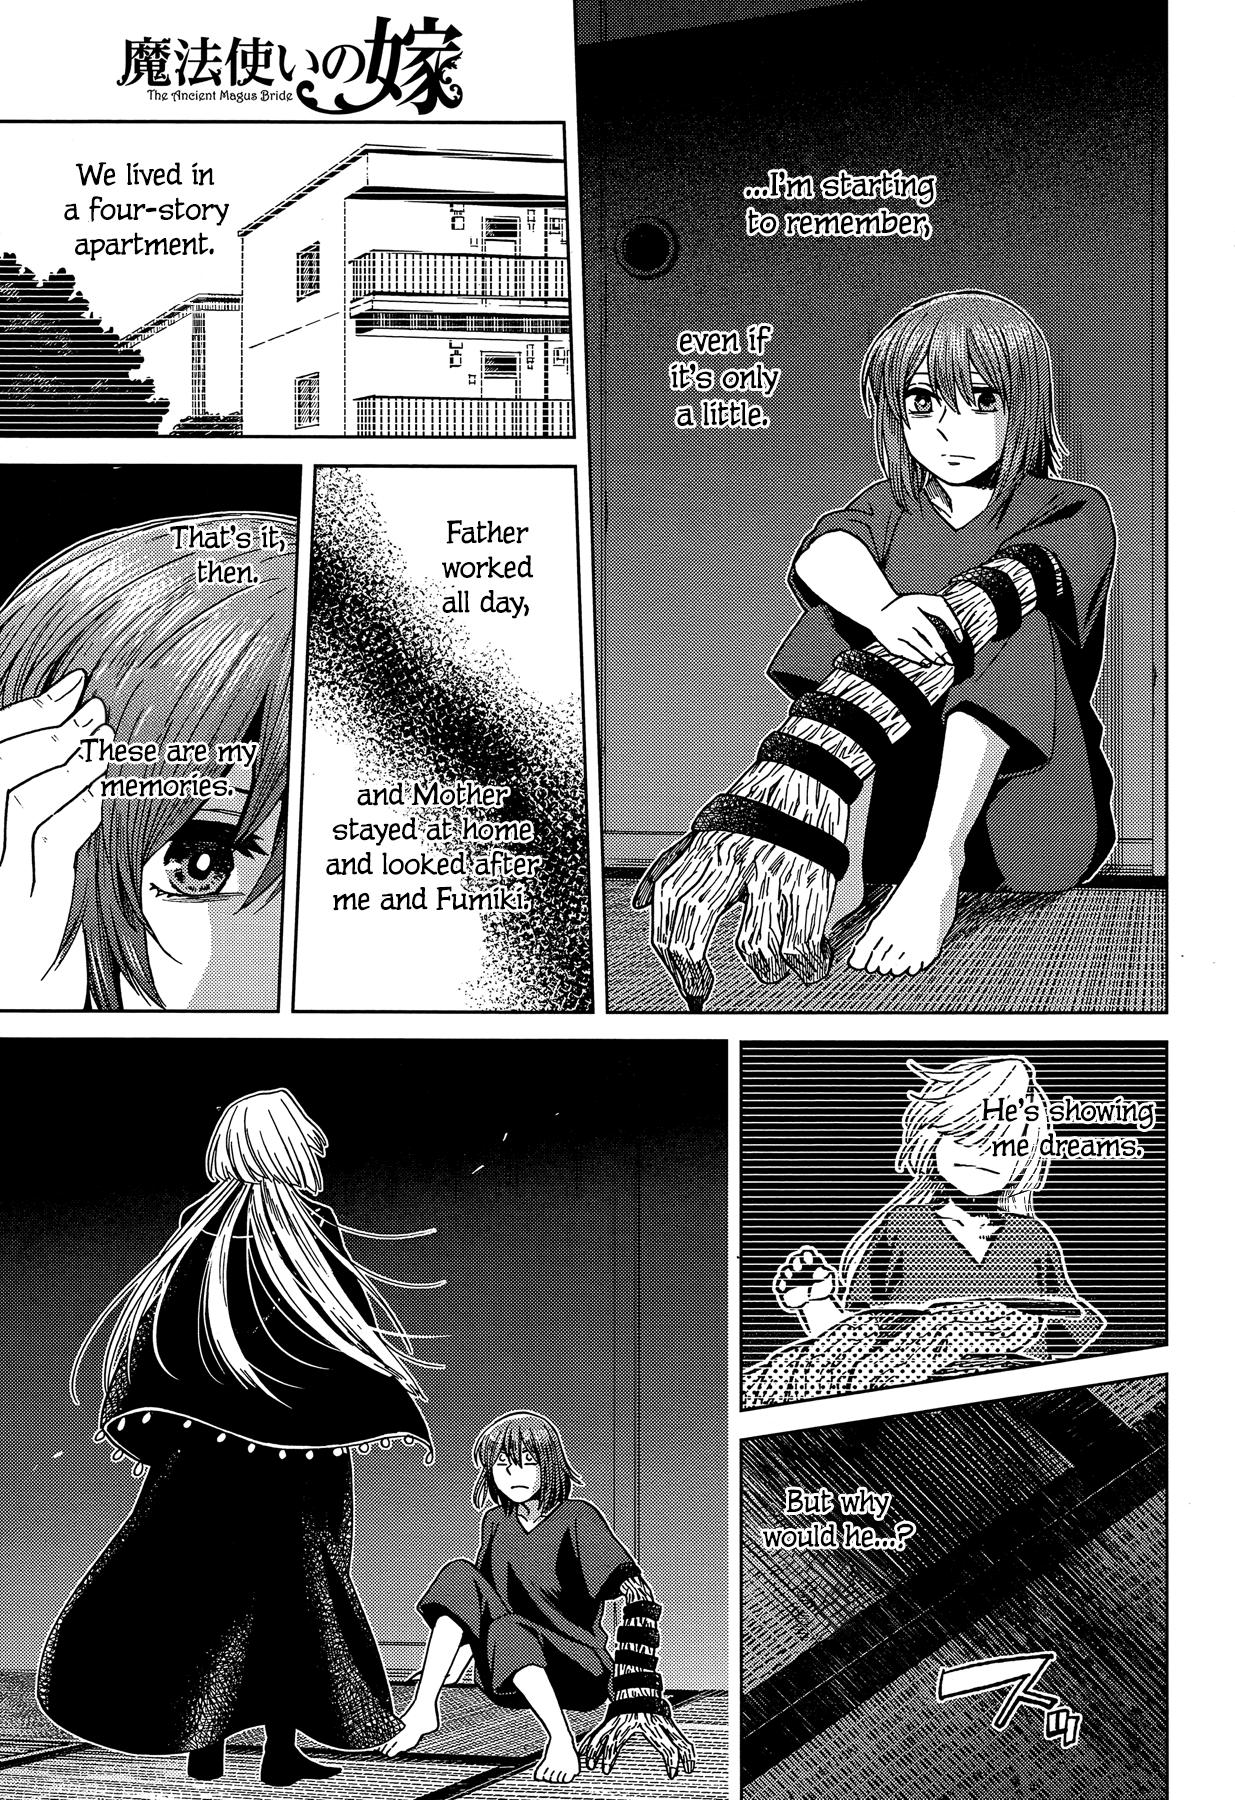 魔法使いの嫁
The Ancient Magus Bride
...I'm starting
to remember,
even if
it's only
a little.
We lived in
a four-story
apartment.
Father
worked
all day,
and Mother
stayed at home
and looked after
me and Fumiki.
That's it,
then.
These are my
memories.
He's showing
me dreams.
But why
would he...?
ズッ